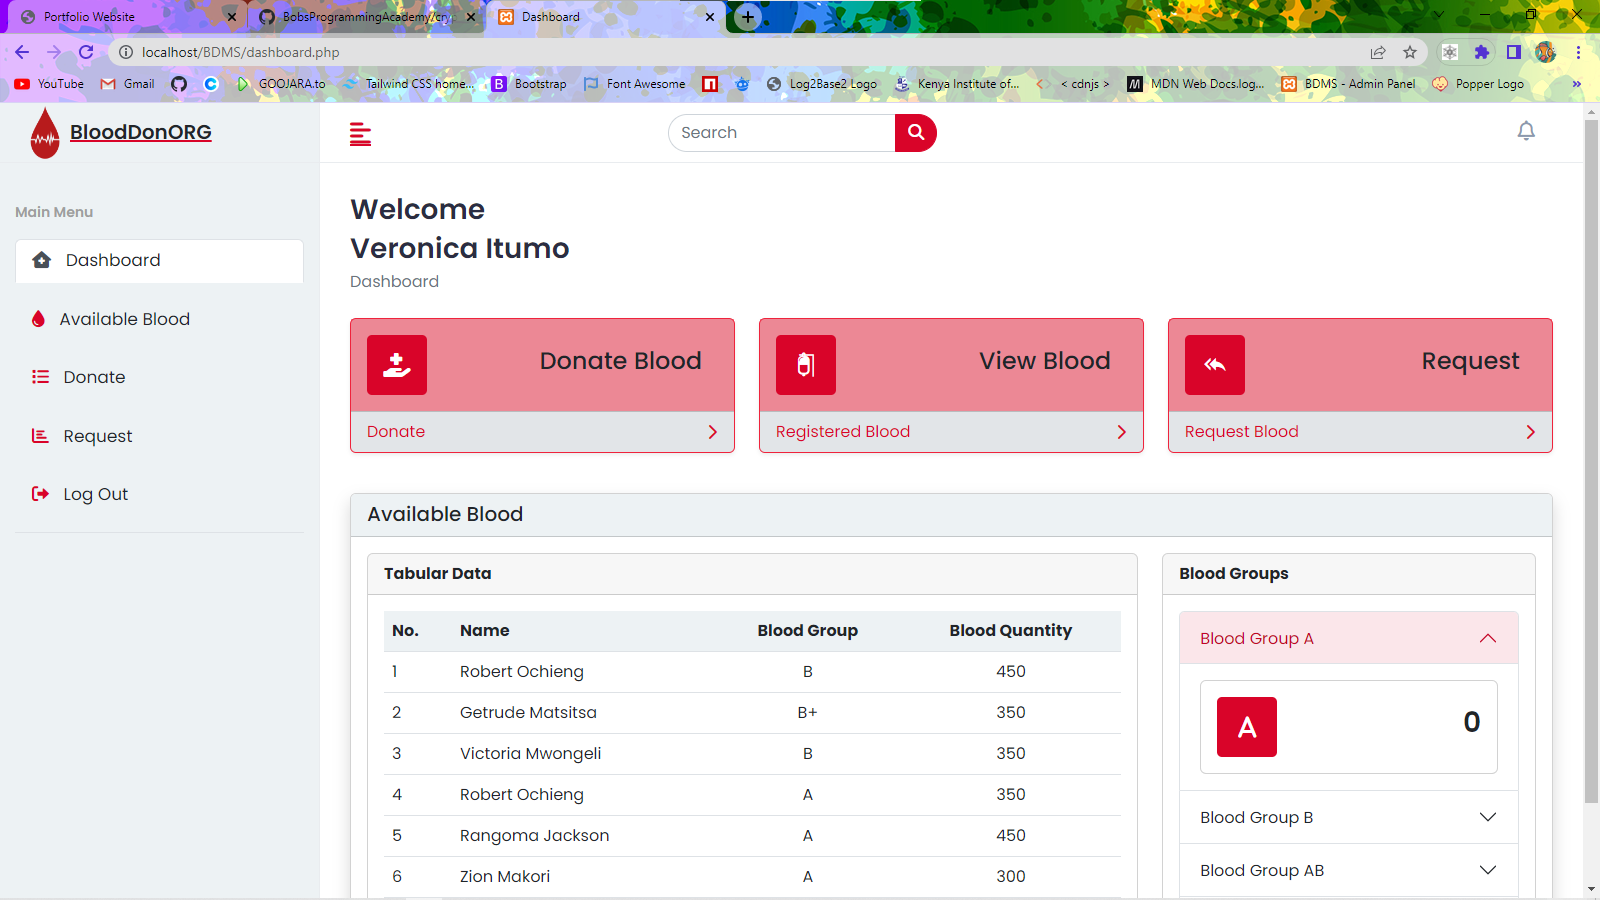 Portfolio Website
BobsProgrammingAcademy/cry
Dashboard
localhost/BDMS/dashboard.php
YouTube
Gmail
GOOJARA.to
Tailwind CSS home...
B
Bootstrap
Font Awesome
Log2Base2 Logo
Kenya Institute of...
< cdnjs >
MDN Web Docs.log...
BDMS - Admin Panel
Popper Logo
»
BloodDonORG
Search
Main Menu
Dashboard
Available Blood
Donate
Request
Log Out
Welcome
Veronica Itumo
Dashboard
Donate Blood
Donate
View Blood
Registered Blood
Request
Request Blood
Available Blood
Tabular Data
No. Name Blood Group Blood Quantity
1 Robert Ochieng B 450
2 Getrude Matsitsa B+ 350
3 Victoria Mwongeli B 350
4 Robert Ochieng A 350
5 Rangoma Jackson A 450
6 Zion Makori A 300
Blood Groups
Blood Group A
A 0
Blood Group B
Blood Group AB